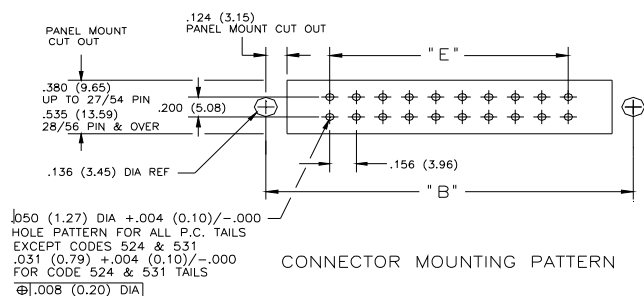 .124 (3.15)
PANEL MOUNT CUT OUT
PANEL MOUNT
CUT OUT
"E"
.380 (9.65)
UP TO 27/54 PIN
.535 (13.59)
28/56 PIN & OVER
.200 (5.08)
.136 (3.45) DIA REF
.156 (3.96)
"B"
.050 (1.27) DIA +.004 (0.10)/-.000
HOLE PATTERN FOR ALL P.C. TAILS
EXCEPT CODES 524 & 531
.031 (0.79) +.004 (0.10)/-.000
FOR CODE 524 & 531 TAILS
⌖ .008 (0.20) DIA
CONNECTOR MOUNTING PATTERN